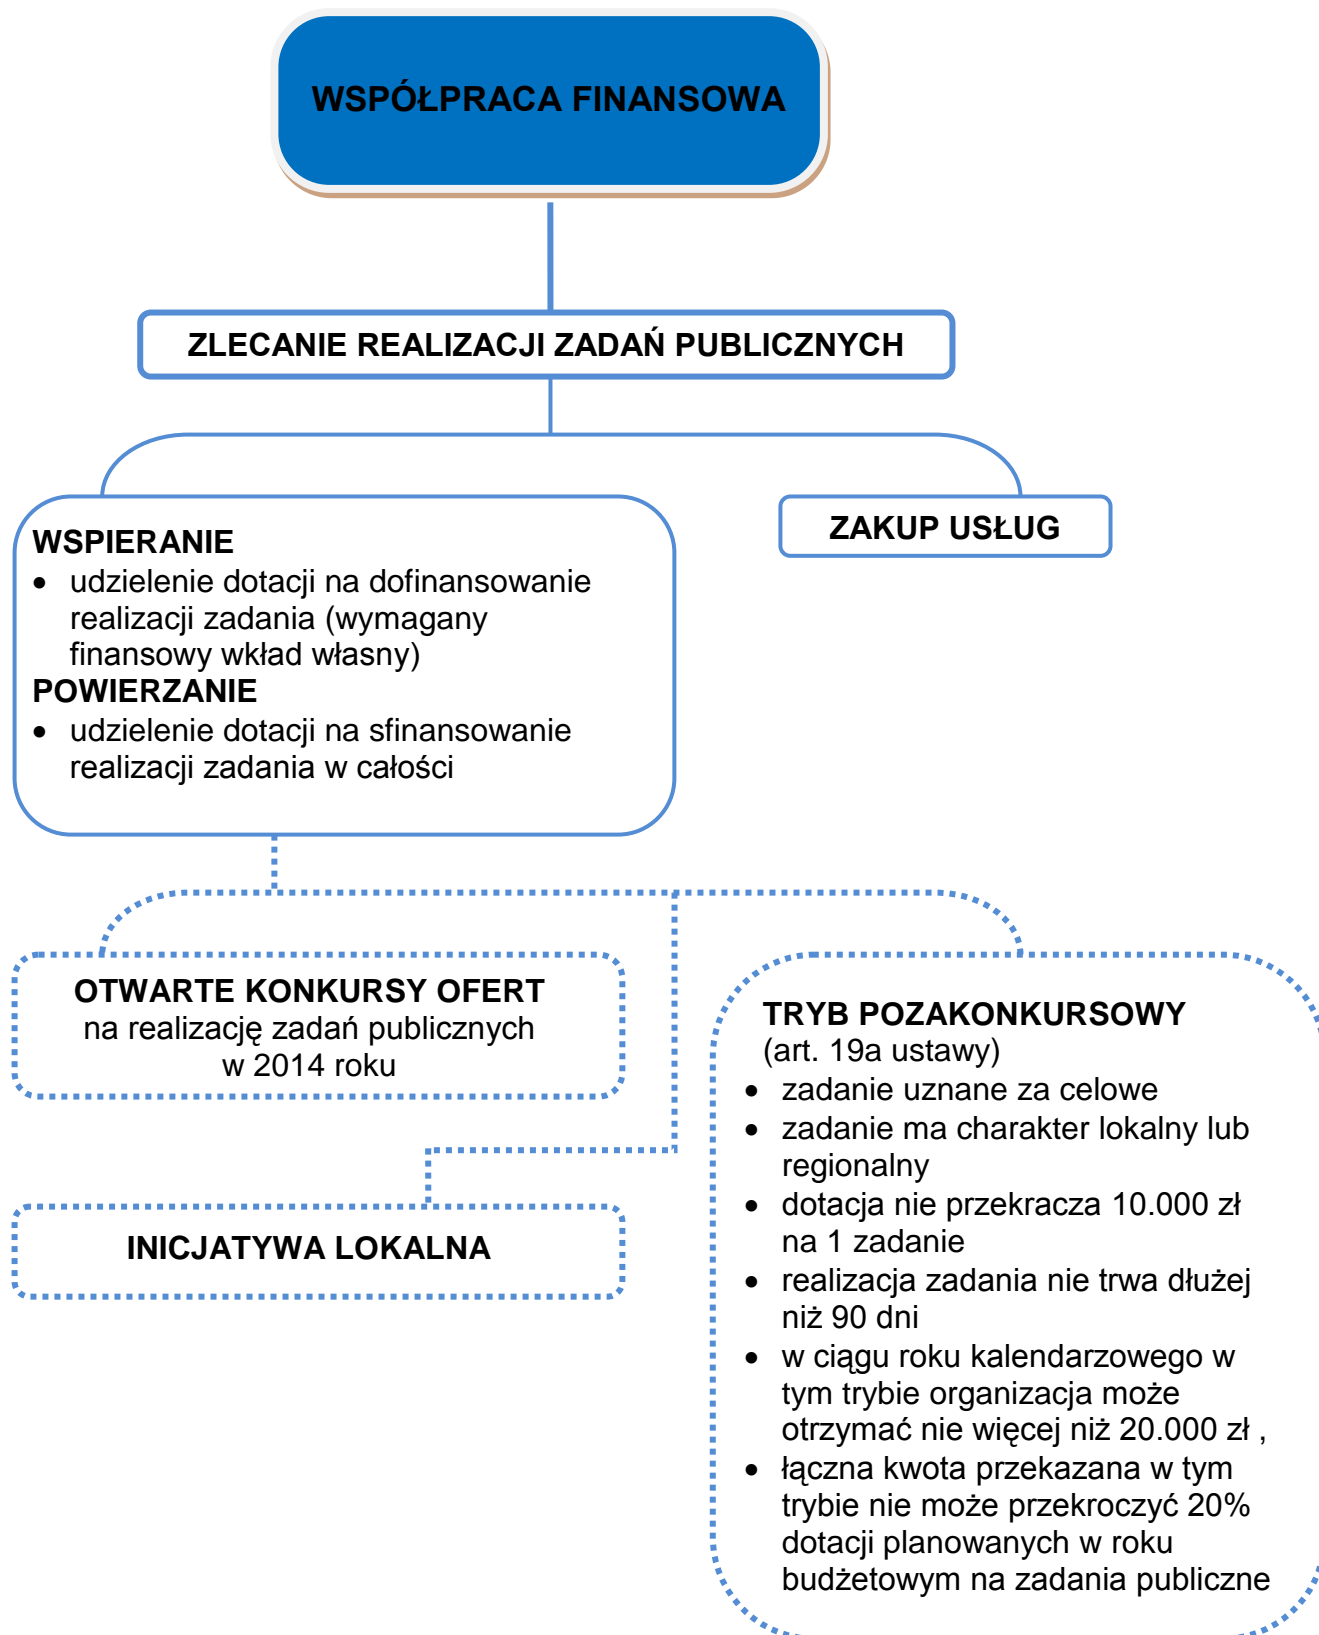 WSPÓŁPRACA FINANSOWA
ZLECANIE REALIZACJI ZADAŃ PUBLICZNYCH
WSPIERANIE
• udzielenie dotacji na dofinansowanie
realizacji zadania (wymagany
finansowy wkład własny)
POWIERZANIE
• udzielenie dotacji na sfinansowanie
realizacji zadania w całości
ZAKUP USŁUG
OTWARTE KONKURSY OFERT
na realizację zadań publicznych
w 2014 roku
INICJATYWA LOKALNA
TRYB POZAKONKURSOWY
(art. 19a ustawy)
• zadanie uznane za celowe
• zadanie ma charakter lokalny lub
regionalny
• dotacja nie przekracza 10.000 zł
na 1 zadanie
• realizacja zadania nie trwa dłużej
niż 90 dni
• w ciągu roku kalendarzowego w
tym trybie organizacja może
otrzymać nie więcej niż 20.000 zł ,
• łączna kwota przekazana w tym
trybie nie może przekroczyć 20%
dotacji planowanych w roku
budżetowym na zadania publiczne